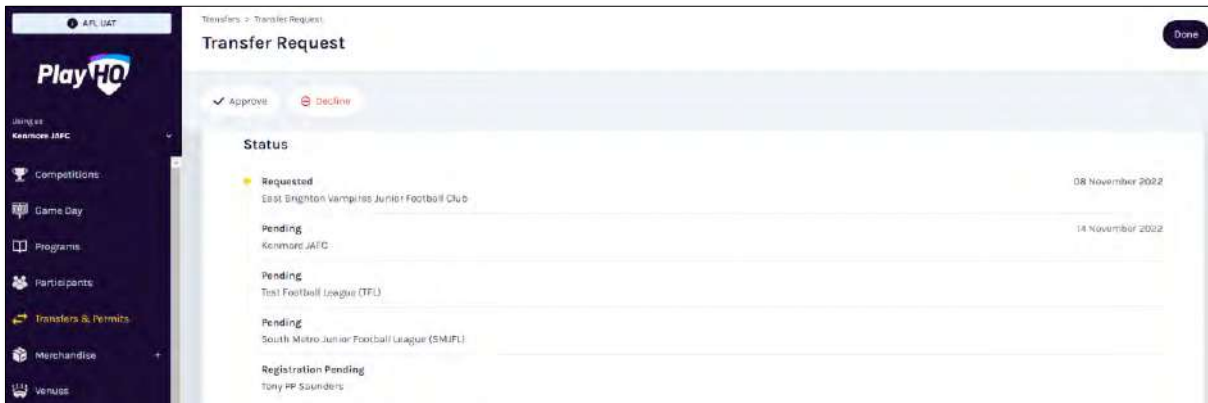 AFL UAT
PlayHQ
Using as
Kenmore JAFC
Competitions
Game Day
Programs
Participants
Transfers & Permits
Merchandise +
Venues
Transfers > Transfer Request
Transfer Request
Done
Approve
Decline
Status
Requested
08 November 2022
East Brighton Vampires Junior Football Club
Pending
14 November 2022
Kenmore JAFC
Pending
Test Football League (TFL)
Pending
South Metro Junior Football League (SMJFL)
Registration Pending
Tony PP Saunders